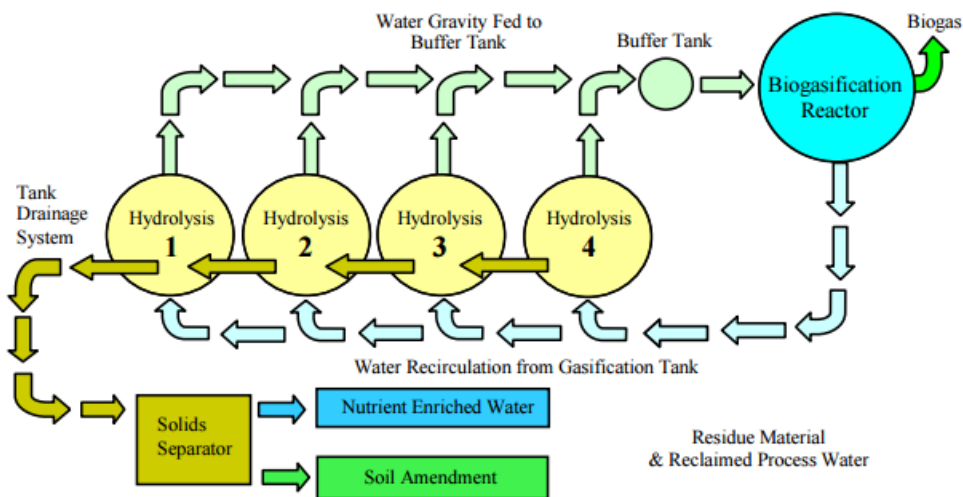 Water Gravity Fed to
Buffer Tank
Buffer Tank
Biogas
Biogasification
Reactor
Tank
Drainage
System
Hydrolysis
1
Hydrolysis
2
Hydrolysis
3
Hydrolysis
4
Water Recirculation from Gasification Tank
Solids
Separator
Nutrient Enriched Water
Soil Amendment
Residue Material
& Reclaimed Process Water